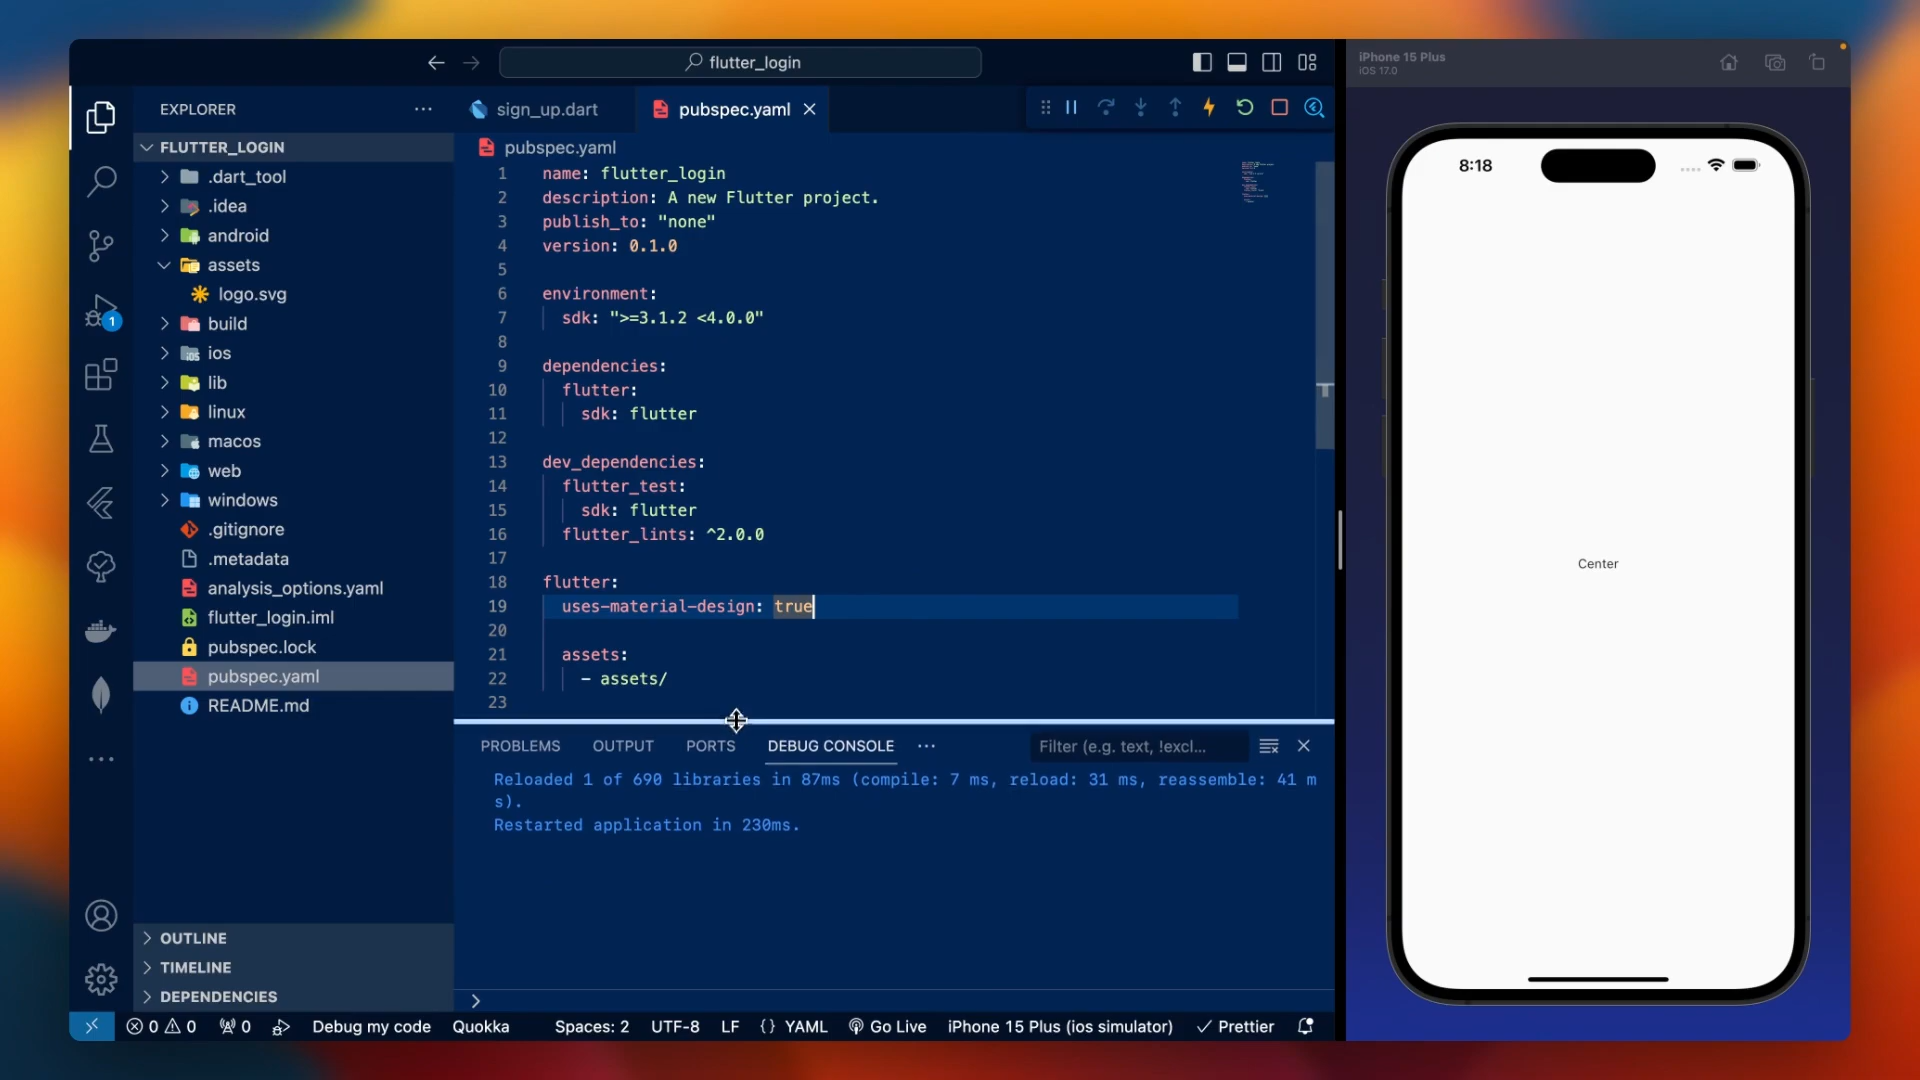 flutter_login
EXPLORER
FLUTTER_LOGIN
.dart_tool
.idea
android
assets
logo.svg
build
ios
lib
linux
macos
web
windows
.gitignore
.metadata
analysis_options.yaml
flutter_login.iml
pubspec.lock
pubspec.yaml
README.md
OUTLINE
TIMELINE
DEPENDENCIES
1
sign_up.dart
pubspec.yaml
pubspec.yaml
1 name: flutter_login
2 description: A new Flutter project.
3 publish_to: "none"
4 version: 0.1.0
5
6 environment:
7 sdk: ">=3.1.2 <4.0.0"
8
9 dependencies:
10 flutter:
11 sdk: flutter
12
13 dev_dependencies:
14 flutter_test:
15 sdk: flutter
16 flutter_lints: ^2.0.0
17
18 flutter:
19 uses-material-design: true
20
21 assets:
22 - assets/
23
PROBLEMS OUTPUT PORTS DEBUG CONSOLE Filter (e.g. text, !excl...
Reloaded 1 of 690 libraries in 87ms (compile: 7 ms, reload: 31 ms, reassemble: 41 m
s).
Restarted application in 230ms.
0 0 0 Debug my code Quokka Spaces: 2 UTF-8 LF {} YAML Go Live iPhone 15 Plus (ios simulator) Prettier
iPhone 15 Plus
iOS 17.0
8:18
Center